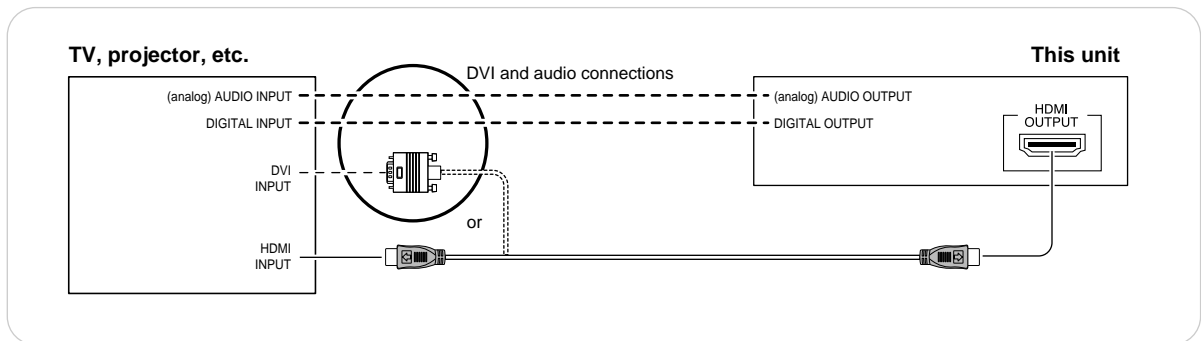 TV, projector, etc.
This unit
DVI and audio connections
(analog) AUDIO INPUT
(analog) AUDIO OUTPUT
DIGITAL INPUT
DIGITAL OUTPUT
HDMI
OUTPUT
DVI
INPUT
or
HDMI
INPUT